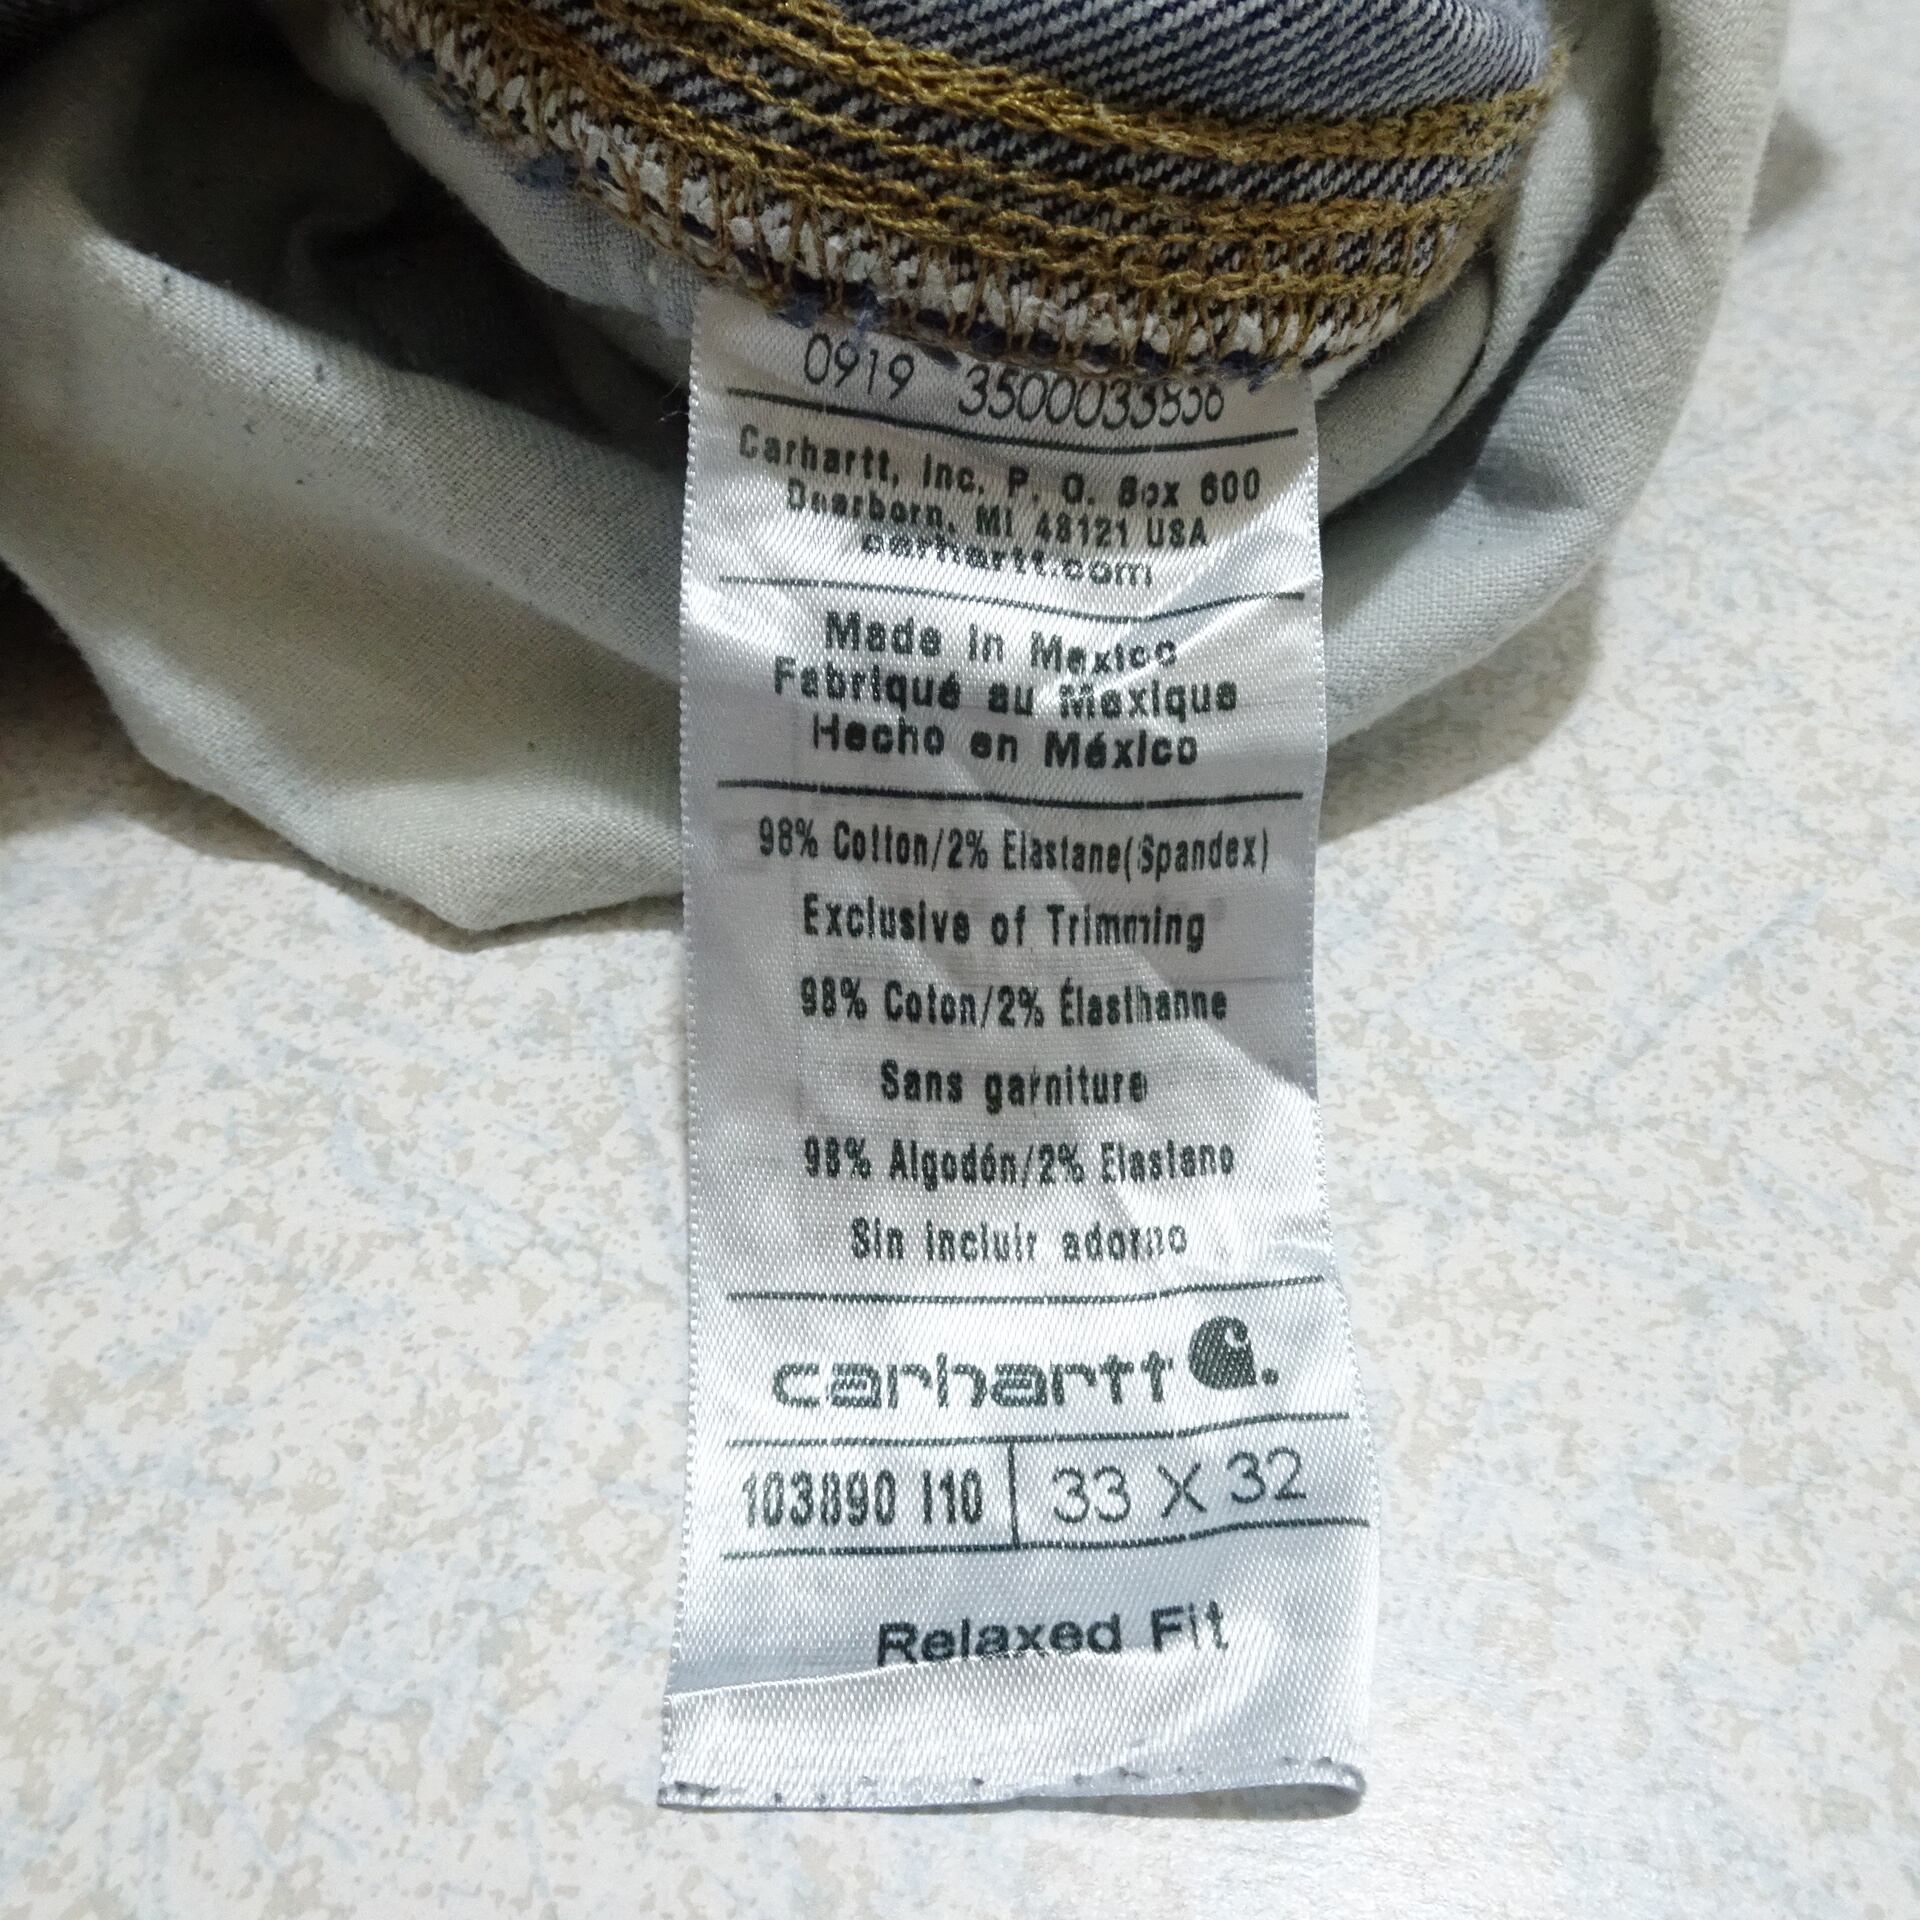 0919 3500033838
Carhartt, Inc. P. O. Box 600
Dearborn, MI 48121 USA
carhartt.com
Made in Mexico
Fabriqué au Mexique
Hecho en México
98% Cotton/2% Elastane(Spandex)
Exclusive of Trimming
98% Coton/2% Élasthanne
Sans garniture
98% Algodón/2% Elastano
Sin incluir adorno
carhartt
103890 I10 33 X 32
Relaxed Fit